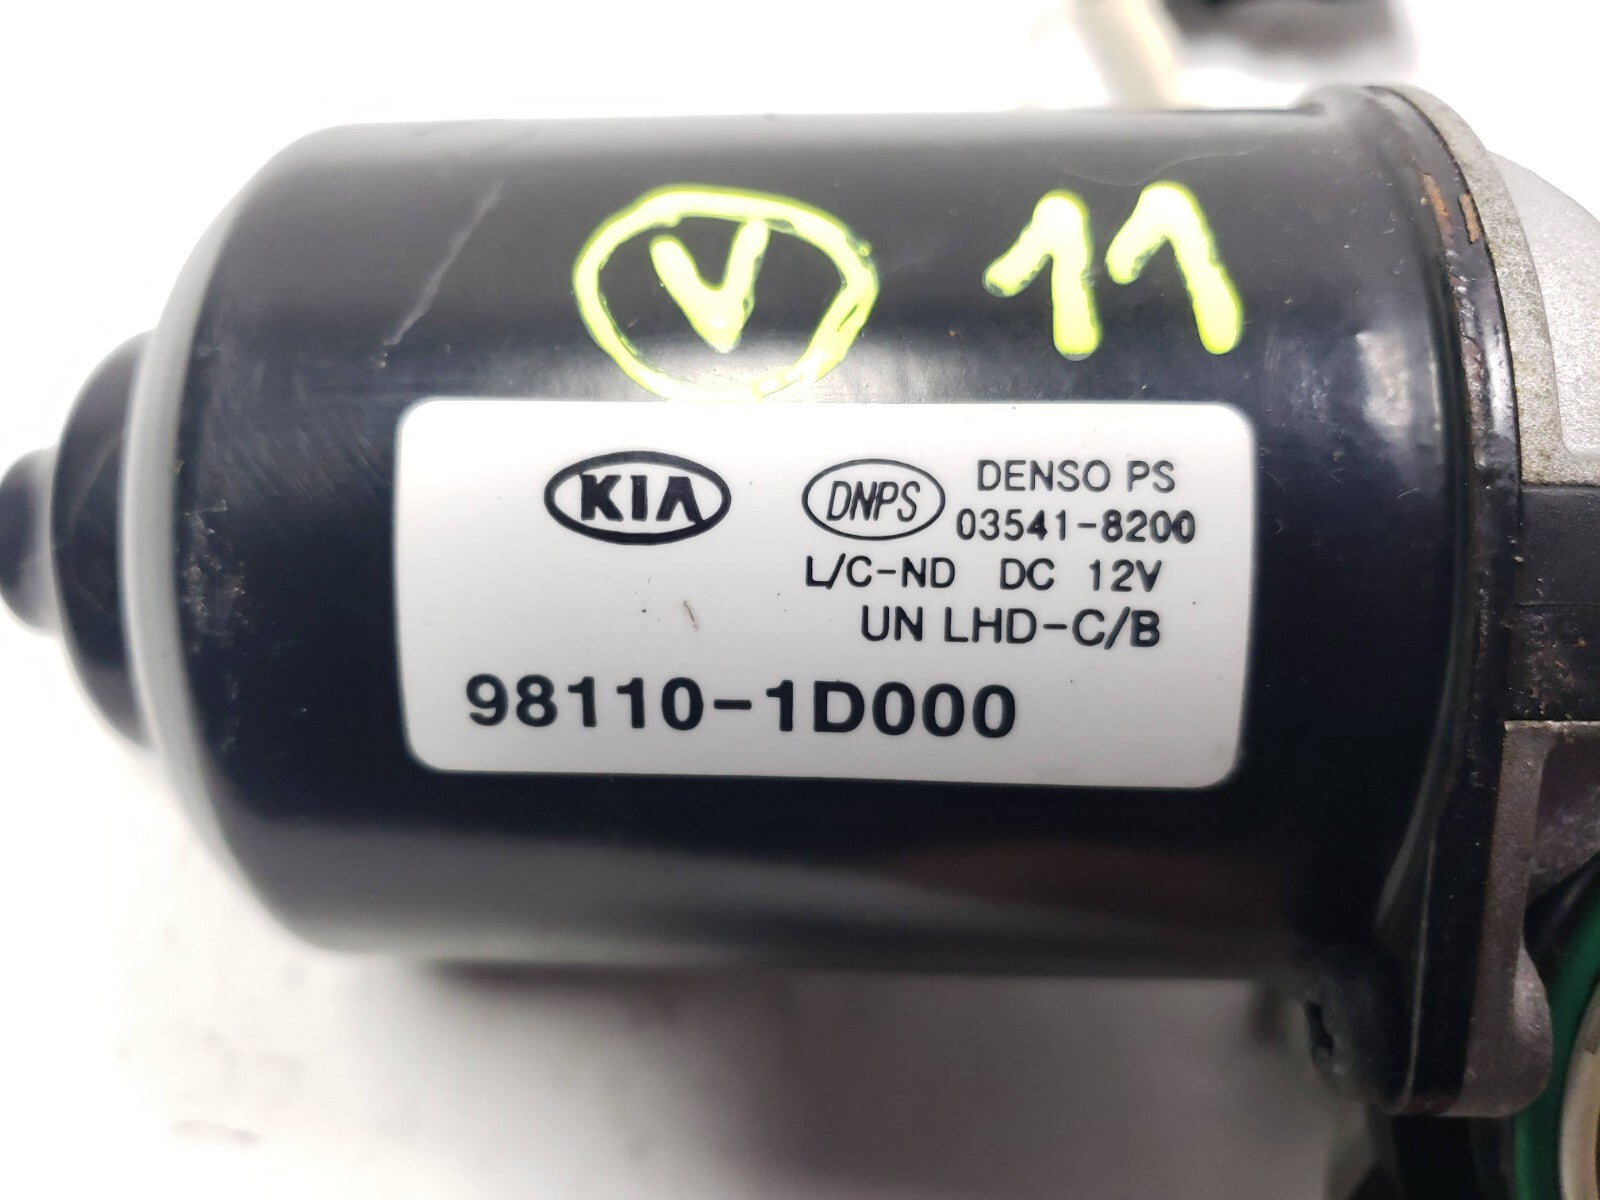 V 11
KIA
DNPS DENSO PS
03541-8200
L/C-ND DC 12V
UN LHD-C/B
98110-1D000